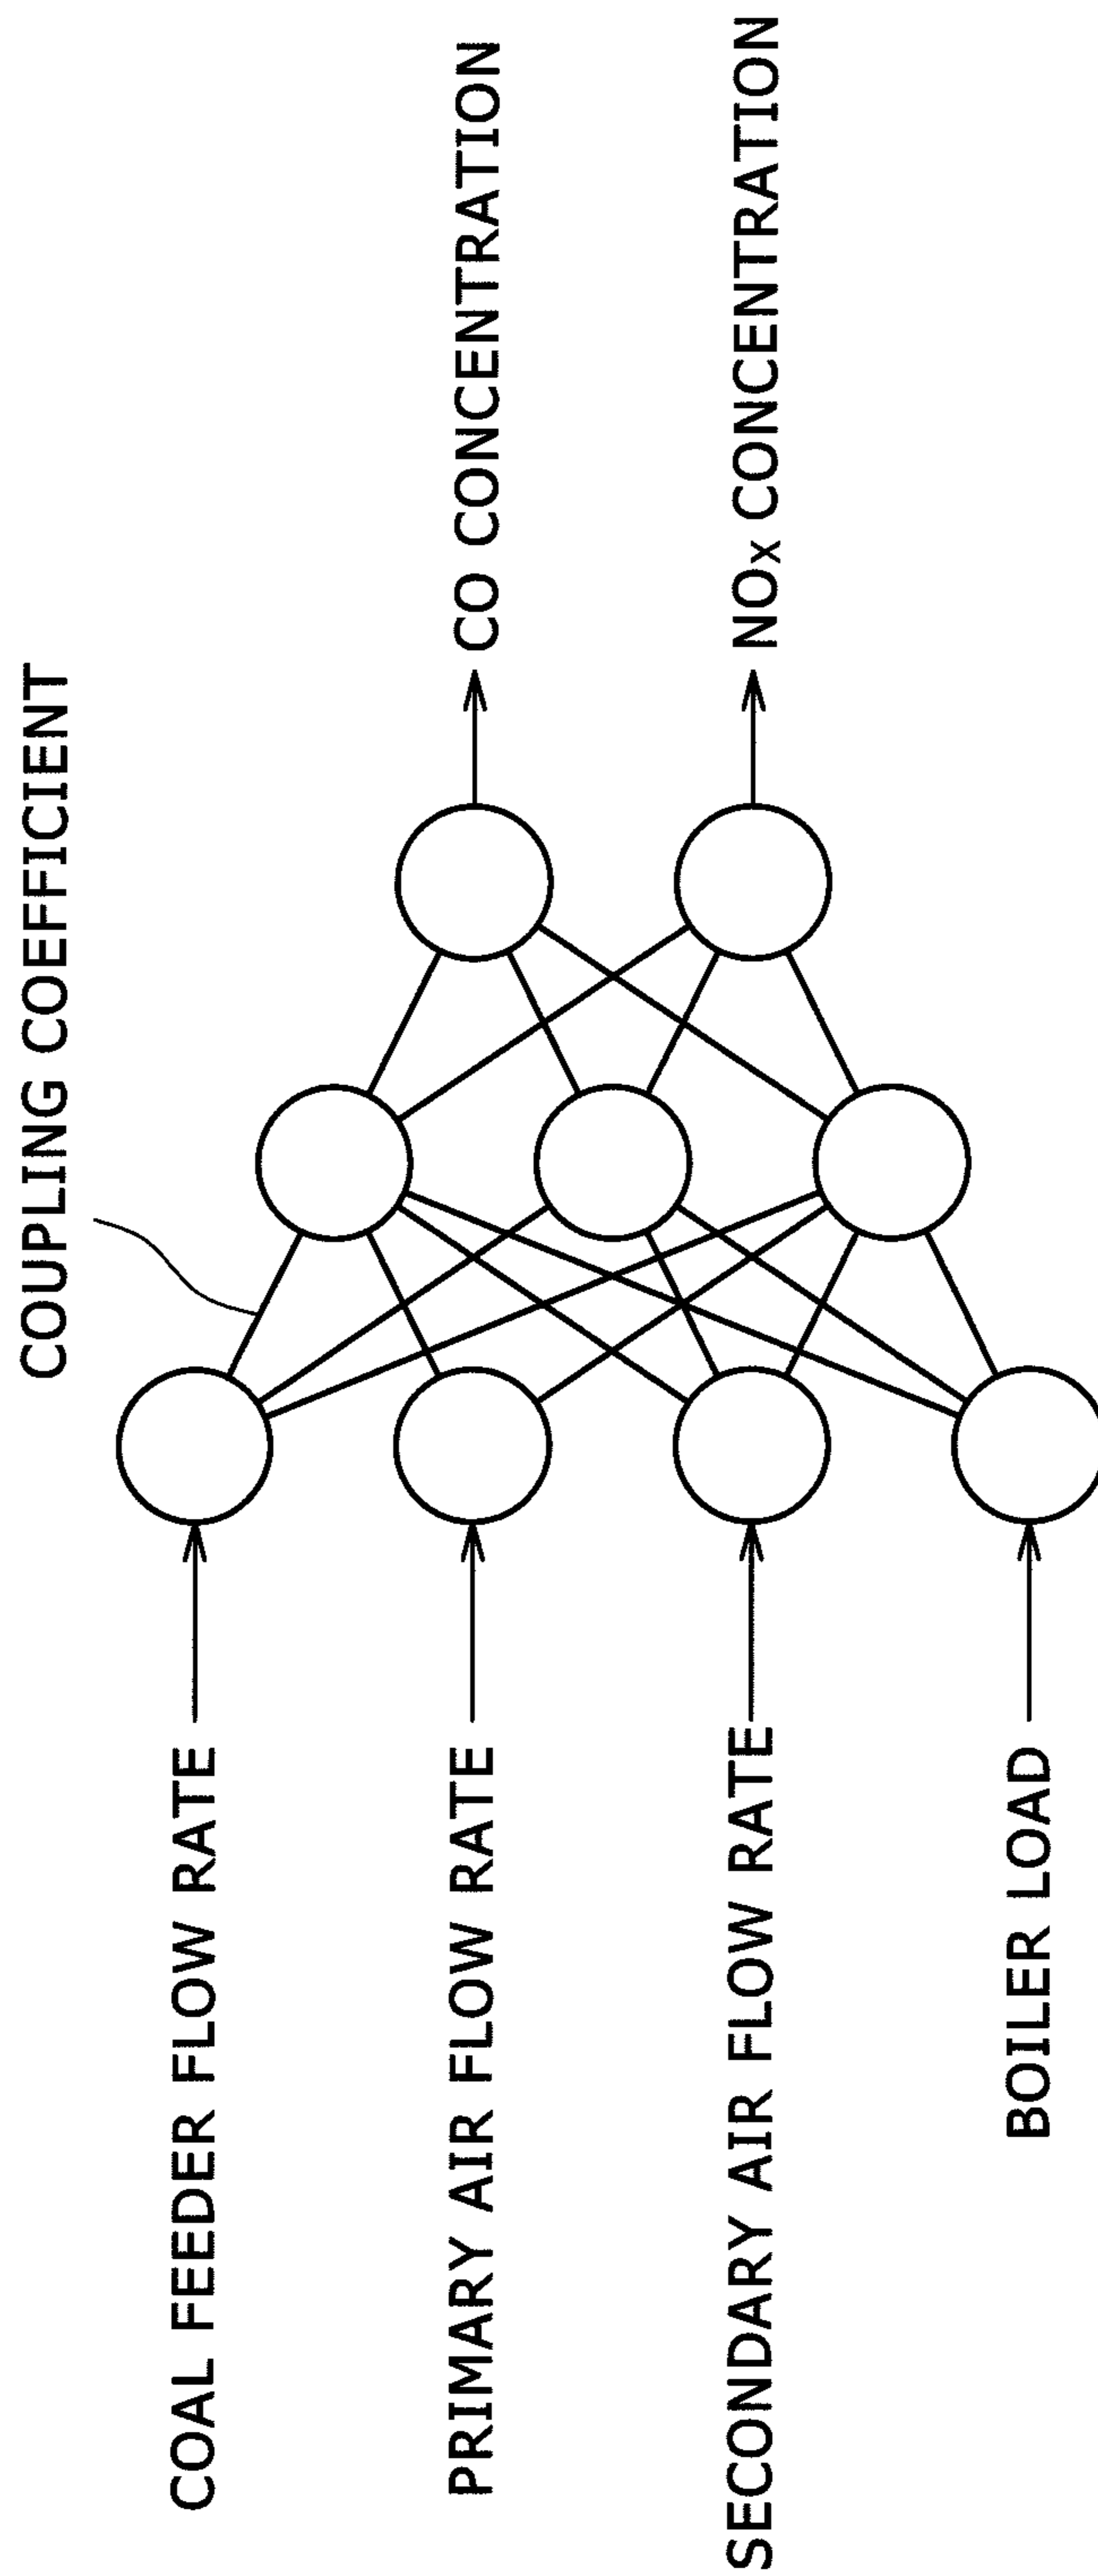 COUPLING COEFFICIENT
COAL FEEDER FLOW RATE
PRIMARY AIR FLOW RATE
SECONDARY AIR FLOW RATE
BOILER LOAD
CO CONCENTRATION
NOx CONCENTRATION